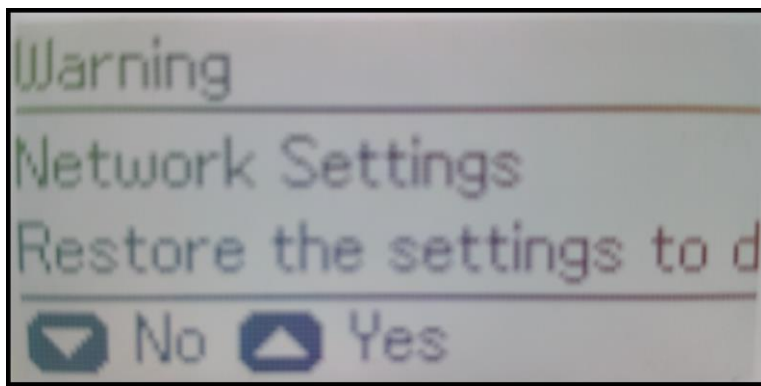 Warning
Network Settings
Restore the settings to d
No Yes